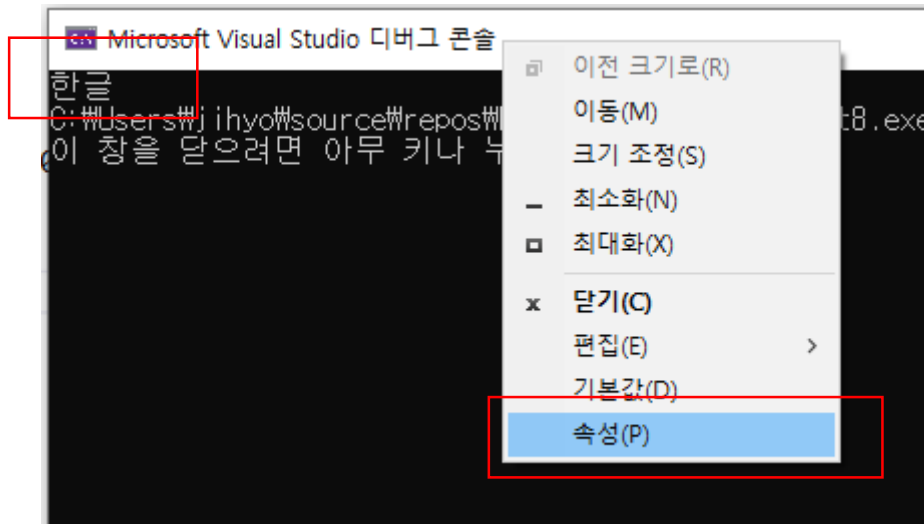 Microsoft Visual Studio 디버그 콘솔
한글
C:₩Users₩jihyo₩source₩repos₩
t8.exe
이 창을 닫으려면 아무 키나
이전 크기로(R)
이동(M)
크기 조정(S)
최소화(N)
최대화(X)
닫기(C)
편집(E)
기본값(D)
속성(P)